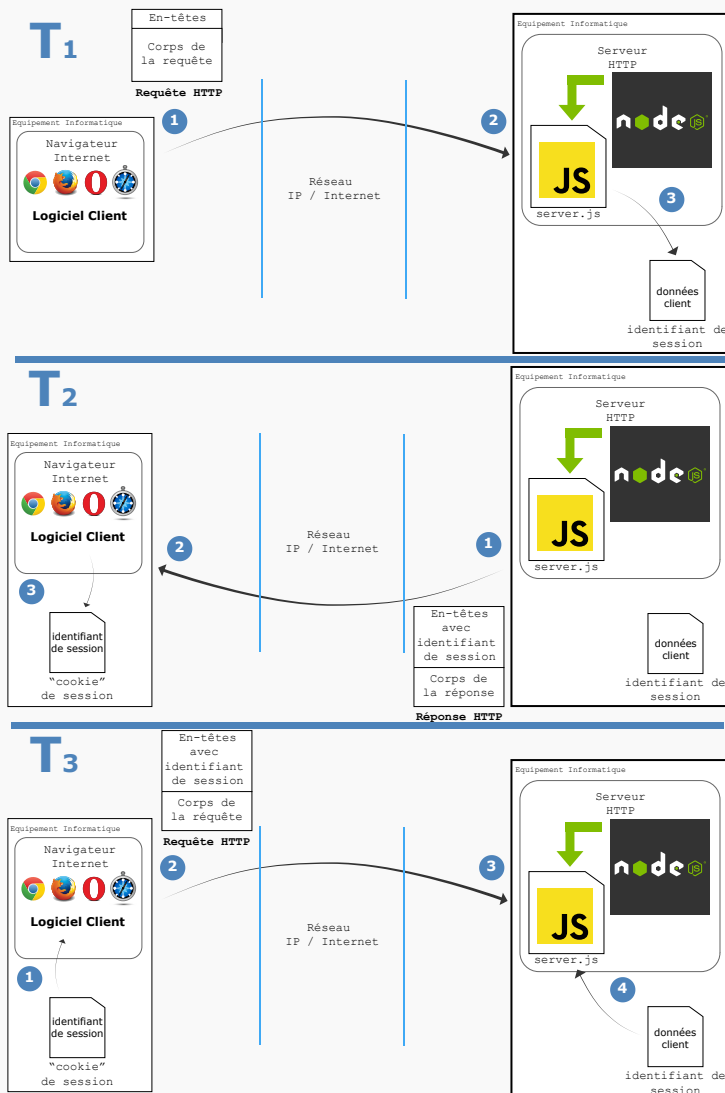 T1
En-têtes
Corps de
la requête
Requête HTTP
1
2
Equipement Informatique
Navigateur
Internet
Logiciel Client
Réseau
IP / Internet
Equipement Informatique
Serveur
HTTP
node JS
JS
server.js
3
données
client
identifiant de
session
T2
Equipement Informatique
Navigateur
Internet
Logiciel Client
3
identifiant
de session
“cookie”
de session
2
Réseau
IP / Internet
1
En-têtes
avec
identifiant
de session
Corps de
la réponse
Réponse HTTP
Equipement Informatique
Serveur
HTTP
node JS
JS
server.js
données
client
identifiant de
session
T3
En-têtes
avec
identifiant
de session
Corps de
la réquête
Requête HTTP
2
3
Equipement Informatique
Navigateur
Internet
Logiciel Client
1
identifiant
de session
“cookie”
de session
Réseau
IP / Internet
Equipement Informatique
Serveur
HTTP
node JS
JS
server.js
4
données
client
identifiant de
session